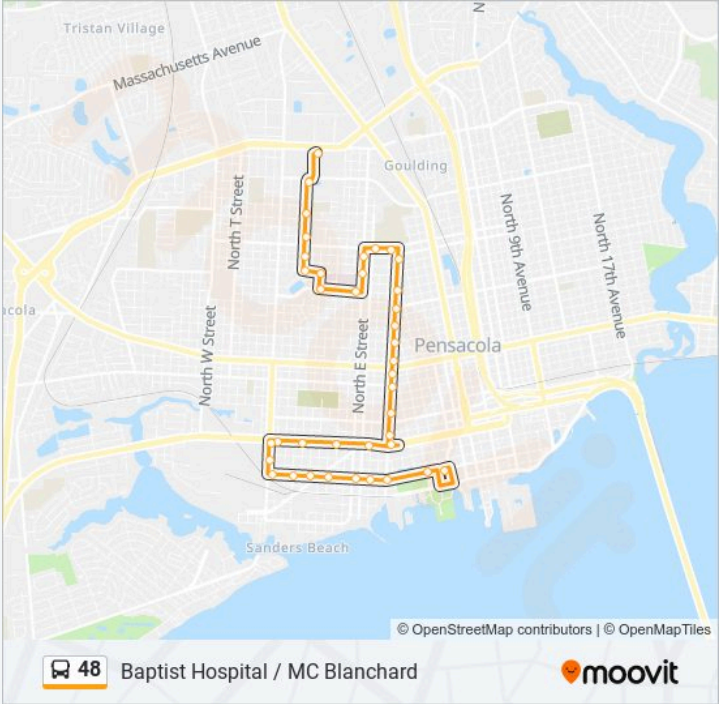 N
Tristan Village
Massachusetts Avenue
Goulding
North T Street
North 9th Avenue
North 17th Avenue
acola
North W Street
North E Street
Pensacola
Sanders Beach
© OpenStreetMap contributors | © OpenMapTiles
48 Baptist Hospital / MC Blanchard
moovit